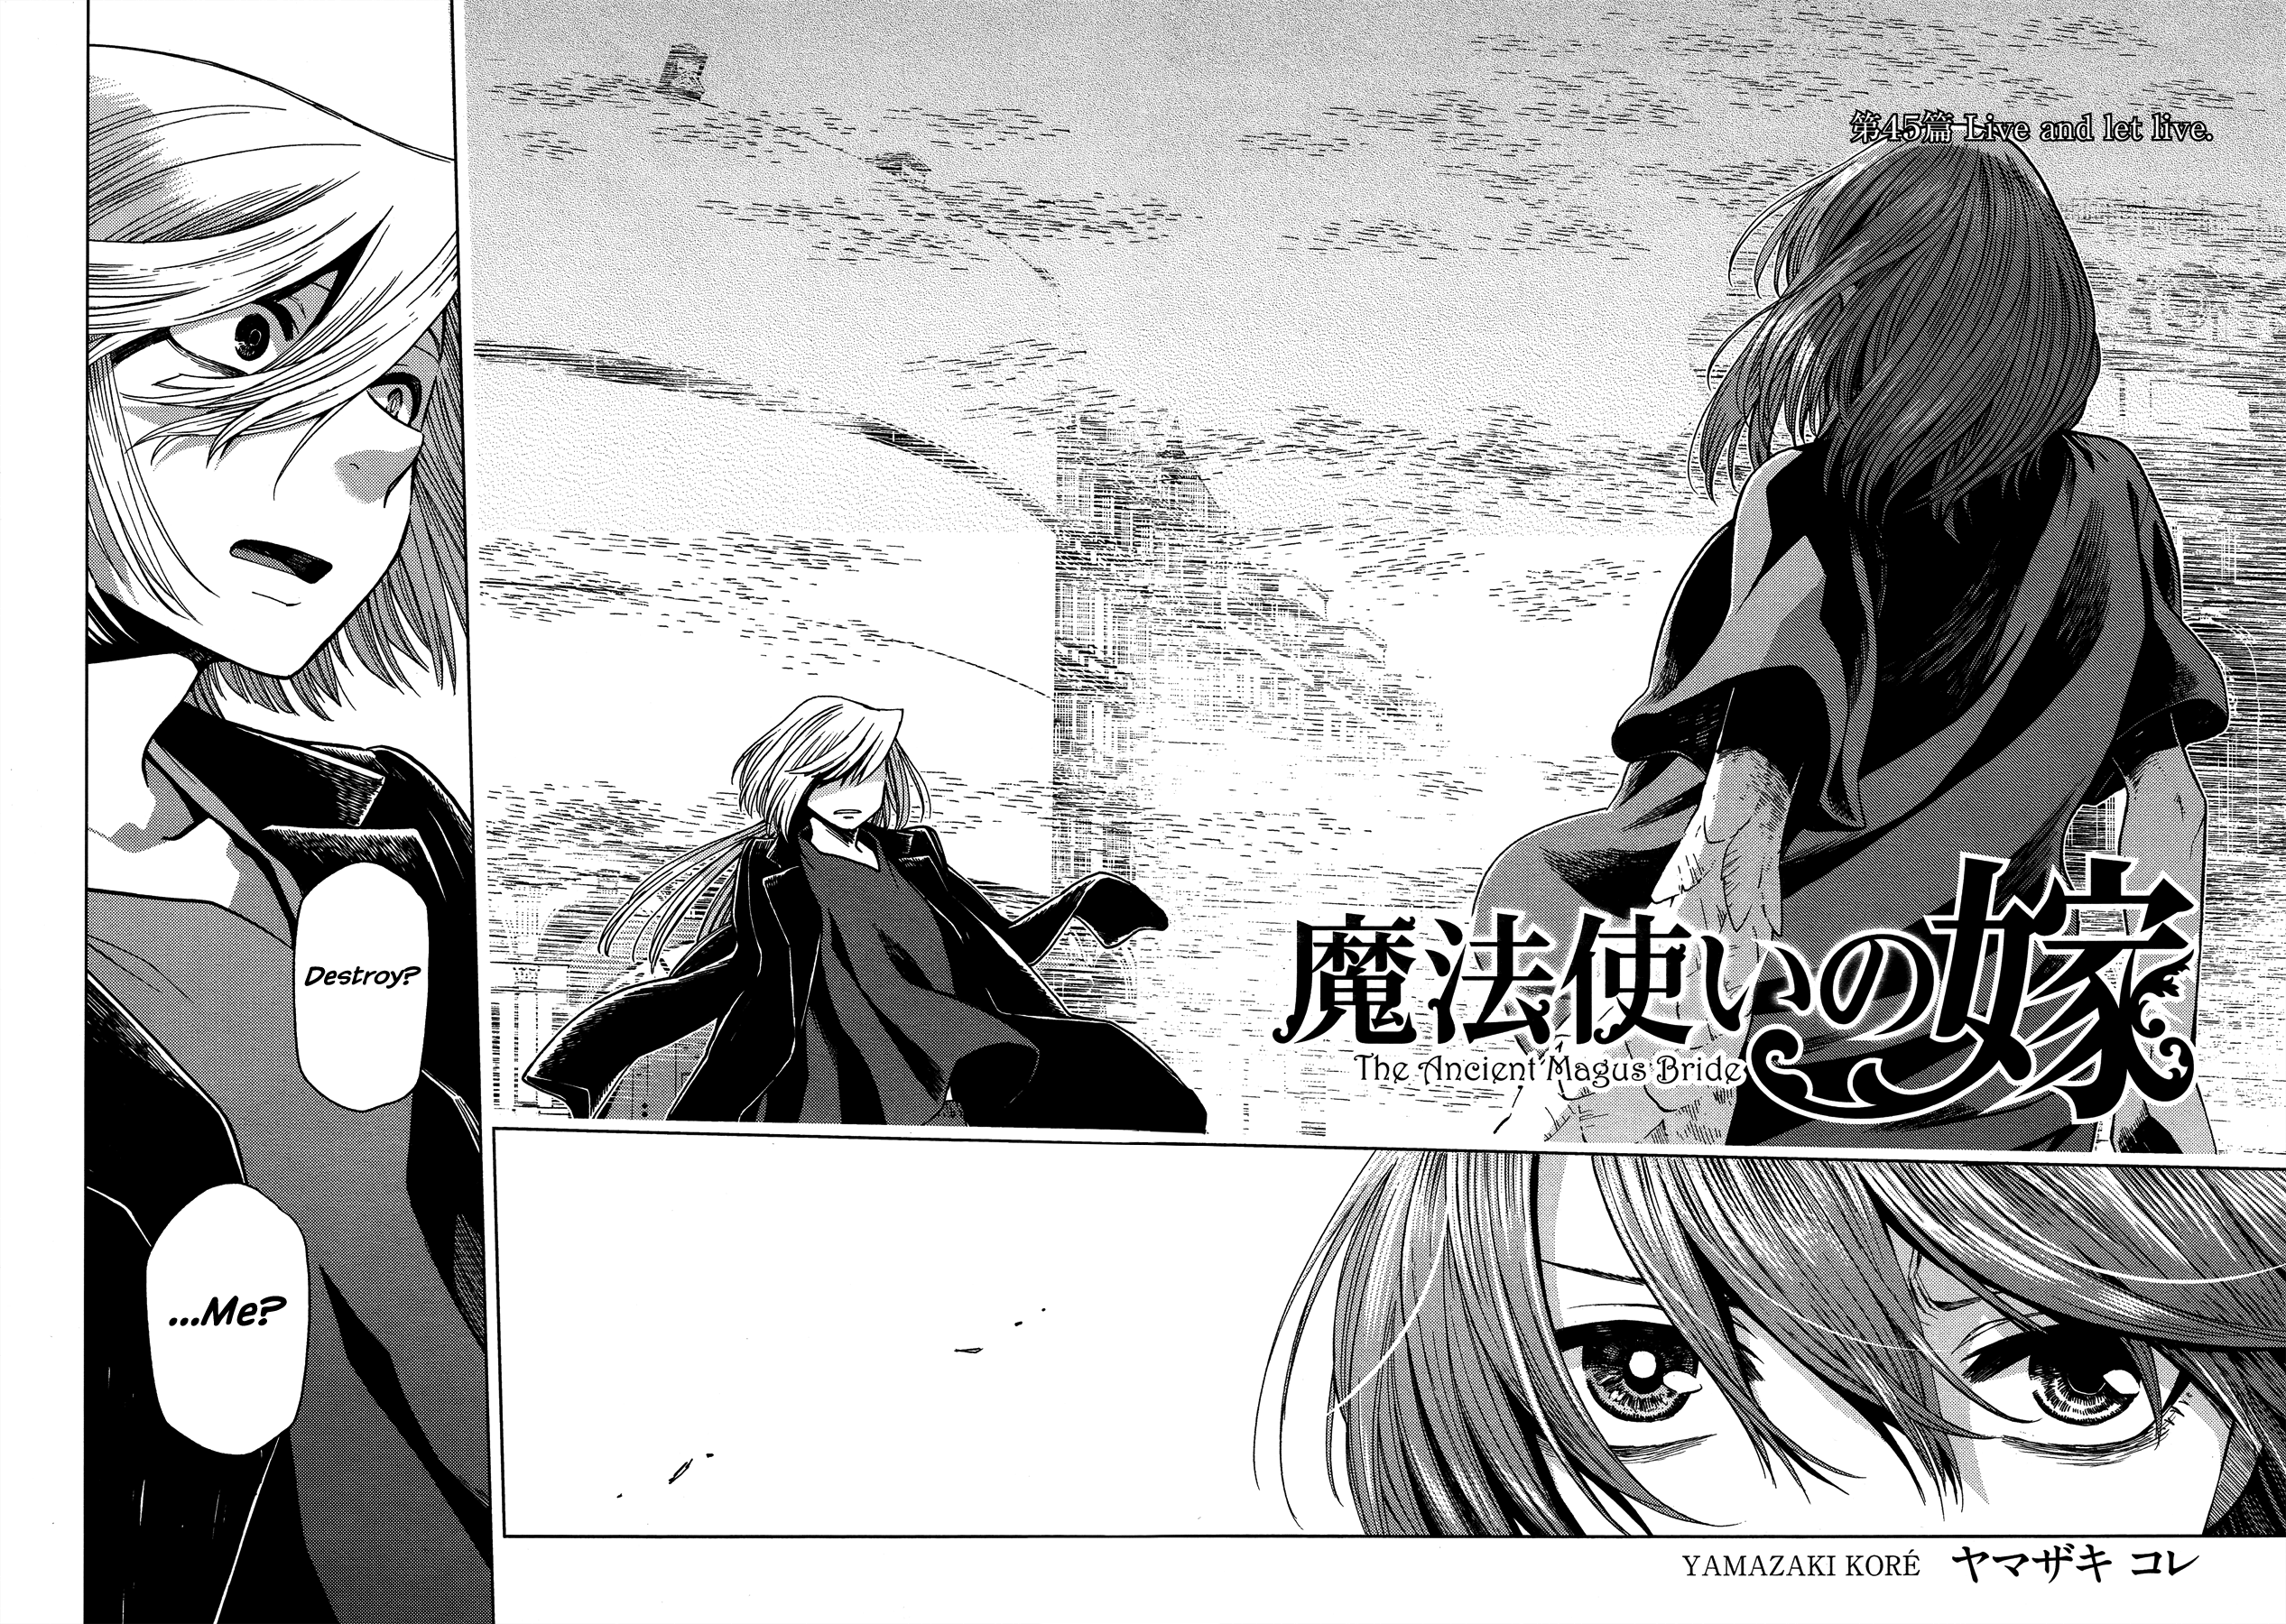 第45篇 Live and let live.
魔法使いの嫁
The Ancient Magus Bride
YAMAZAKI KORÉ ヤマザキ コレ
Destroy?
...Me?